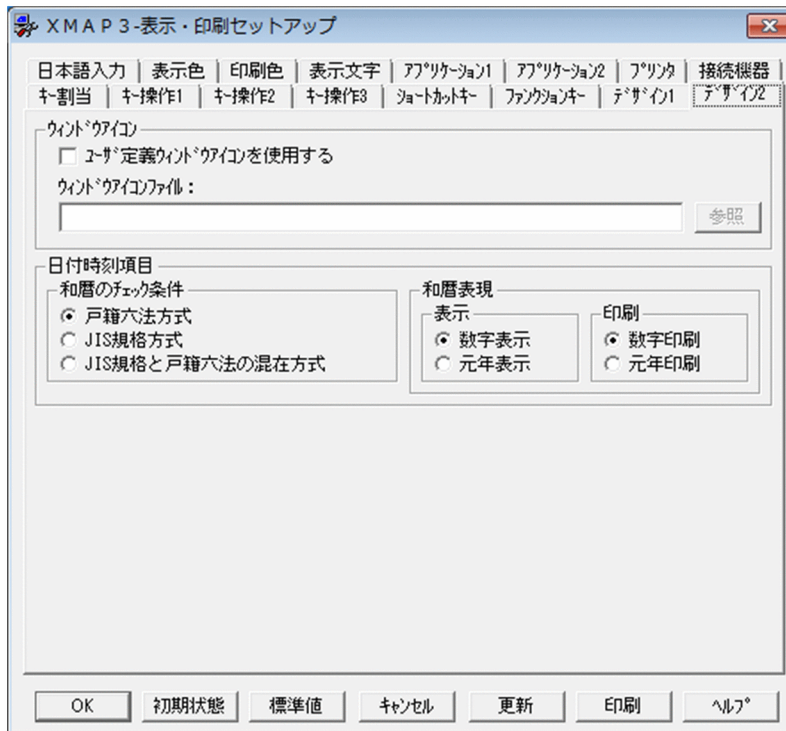 XMAP3-表示・印刷セットアップ
日本語入力 表示色 印刷色 表示文字 ｱﾌﾟﾘｹｰｼｮﾝ1 ｱﾌﾟﾘｹｰｼｮﾝ2 ﾌﾟﾘﾝﾀ 接続機器
ｷｰ割当 ｷｰ操作1 ｷｰ操作2 ｷｰ操作3 ｼｮｰﾄｶｯﾄｷｰ ﾌｧﾝｸｼｮﾝｷｰ ﾃﾞｻﾞｲﾝ1 ﾃﾞｻﾞｲﾝ2
ｳｨﾝﾄﾞｳｱｲｺﾝ
ﾕｰｻﾞ定義ｳｨﾝﾄﾞｳｱｲｺﾝを使用する
ｳｨﾝﾄﾞｳｱｲｺﾝﾌｧｲﾙ：
参照
日付時刻項目
和暦のﾁｪｯｸ条件 和暦表現
表示 印刷
戸籍六法方式 数字表示 数字印刷
JIS規格方式 元年表示 元年印刷
JIS規格と戸籍六法の混在方式
OK 初期状態 標準値 ｷｬﾝｾﾙ 更新 印刷 ﾍﾙﾌﾟ